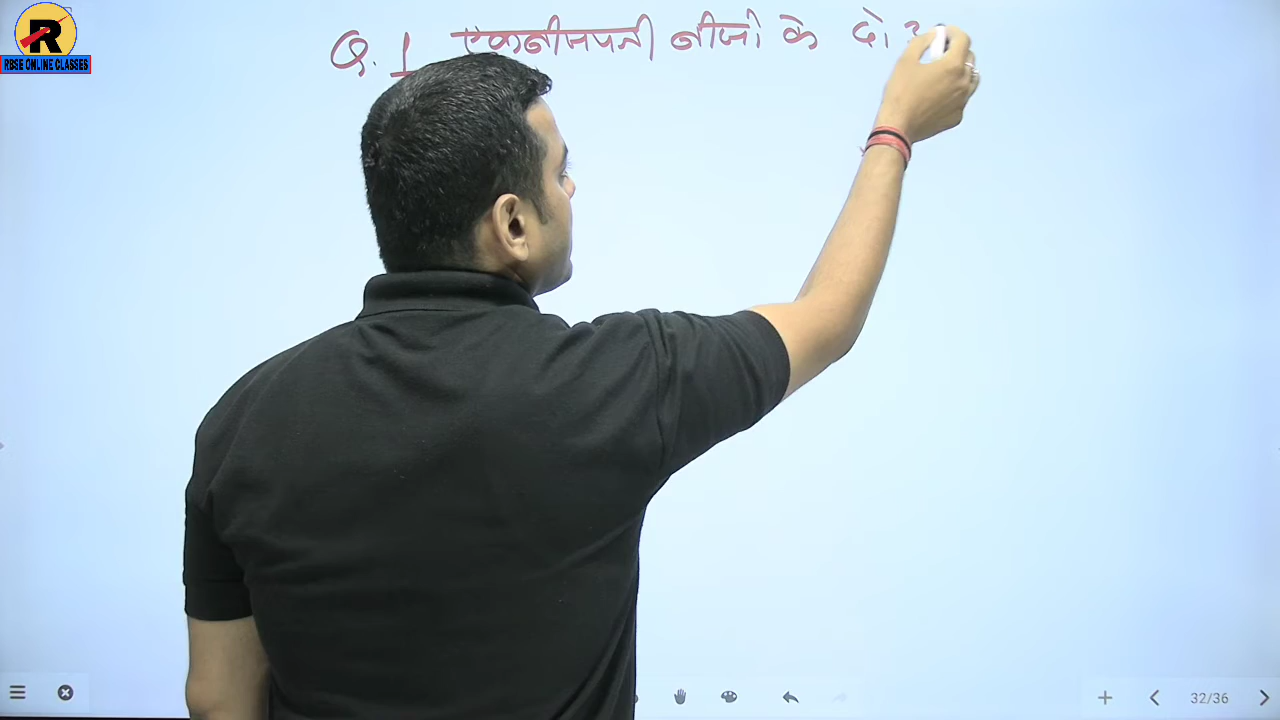 R
RBSE ONLINE CLASSES
Q. 1 एकबीजपत्री बीजो के दो
32/36